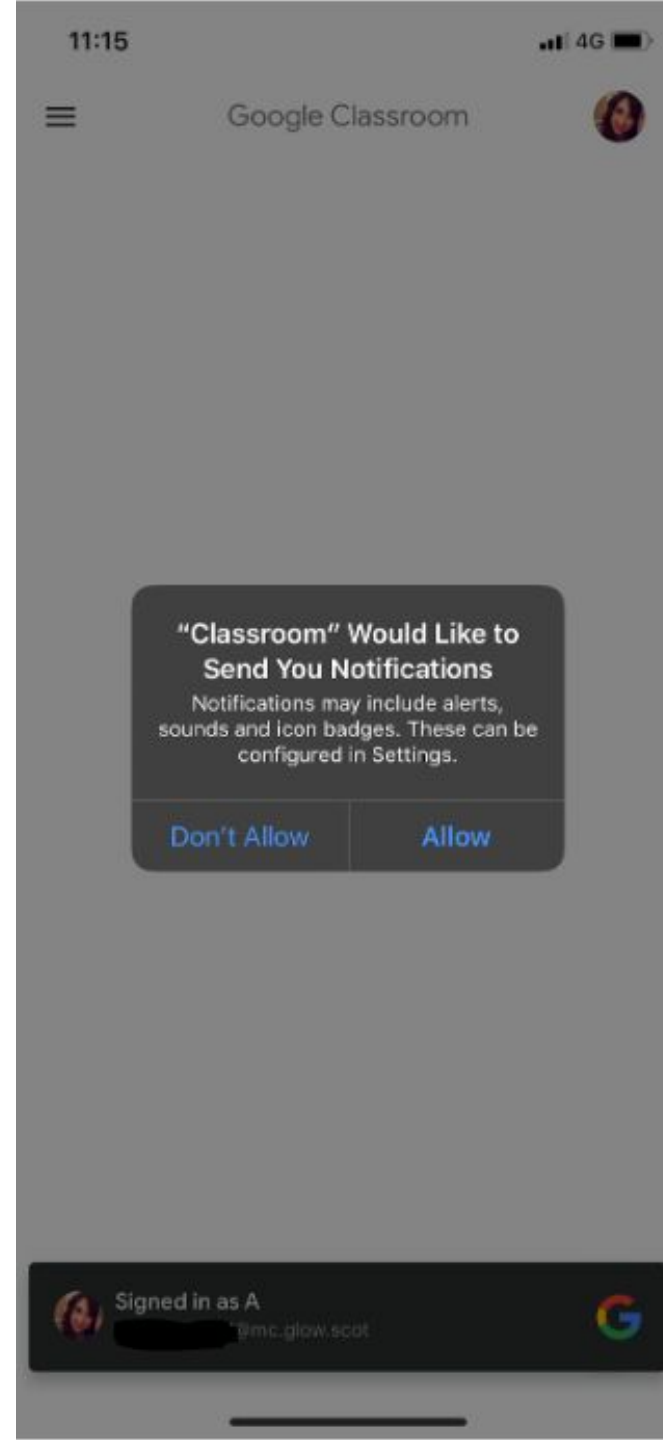 11:15
4G
Google Classroom
“Classroom” Would Like to
Send You Notifications
Notifications may include alerts,
sounds and icon badges. These can be
configured in Settings.
Don't Allow
Allow
Signed in as A
@mc.glow.scot
G